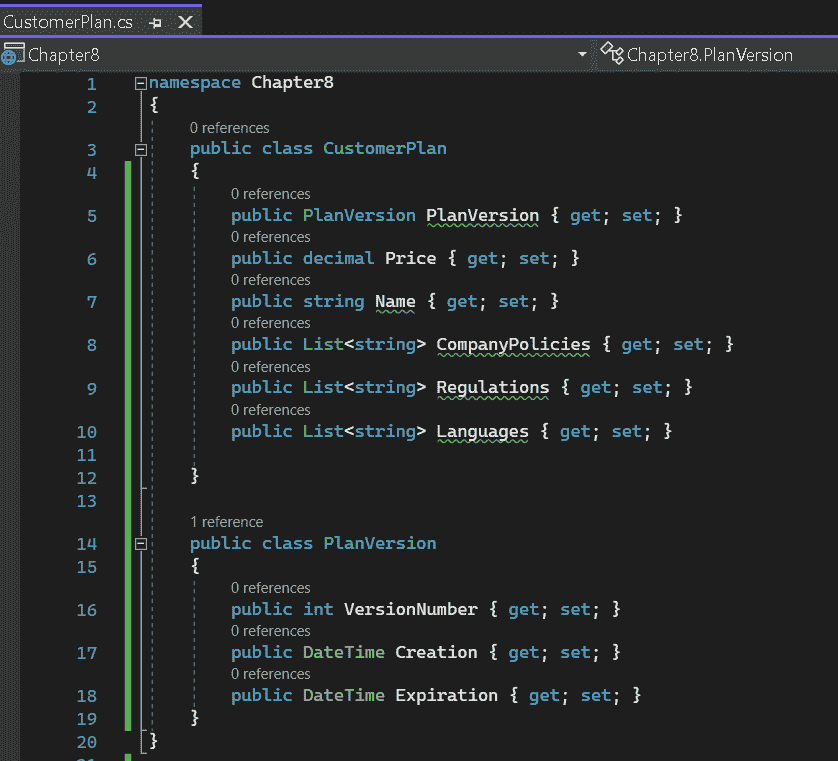 CustomerPlan.cs
Chapter8 Chapter8.PlanVersion
1 namespace Chapter8
2 {
0 references
3 public class CustomerPlan
4 {
0 references
5 public PlanVersion PlanVersion { get; set; }
0 references
6 public decimal Price { get; set; }
0 references
7 public string Name { get; set; }
0 references
8 public List<string> CompanyPolicies { get; set; }
0 references
9 public List<string> Regulations { get; set; }
0 references
10 public List<string> Languages { get; set; }
11
12 }
13
1 reference
14 public class PlanVersion
15 {
0 references
16 public int VersionNumber { get; set; }
0 references
17 public DateTime Creation { get; set; }
0 references
18 public DateTime Expiration { get; set; }
19 }
20 }